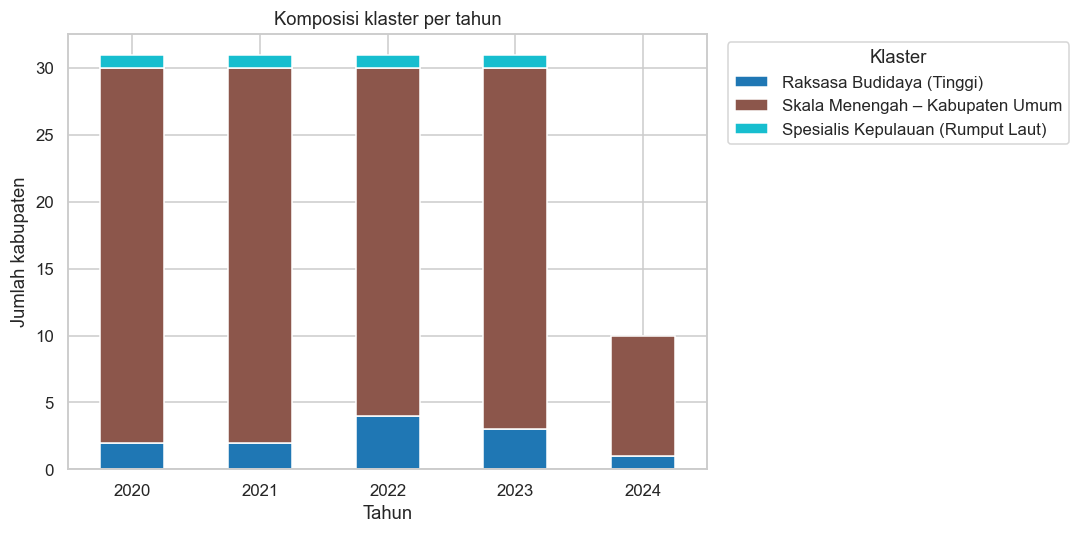 Komposisi klaster per tahun
Jumlah kabupaten
30
25
20
15
10
5
0
2020 2021 2022 2023 2024
Tahun
Klaster
Raksasa Budidaya (Tinggi)
Skala Menengah – Kabupaten Umum
Spesialis Kepulauan (Rumput Laut)